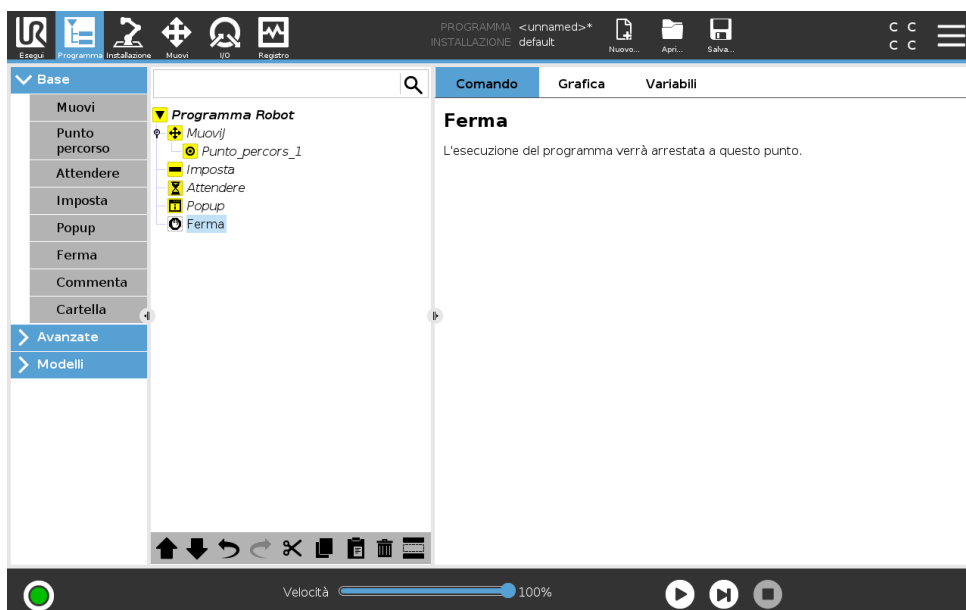 PROGRAMMA <unnamed>*
INSTALLAZIONE default
UR
Esegui
Programma
Installazione
Muovi
I/O
Registro
Nuovo...
Apri...
Salva...
C C
C C
Base
Muovi
Punto
percorso
Attendere
Imposta
Popup
Ferma
Commenta
Cartella
Avanzate
Modelli
Programma Robot
MuoviJ
Punto_percors_1
Imposta
Attendere
Popup
Ferma
Comando
Grafica
Variabili
Ferma
L'esecuzione del programma verrà arrestata a questo punto.
Velocità
100%